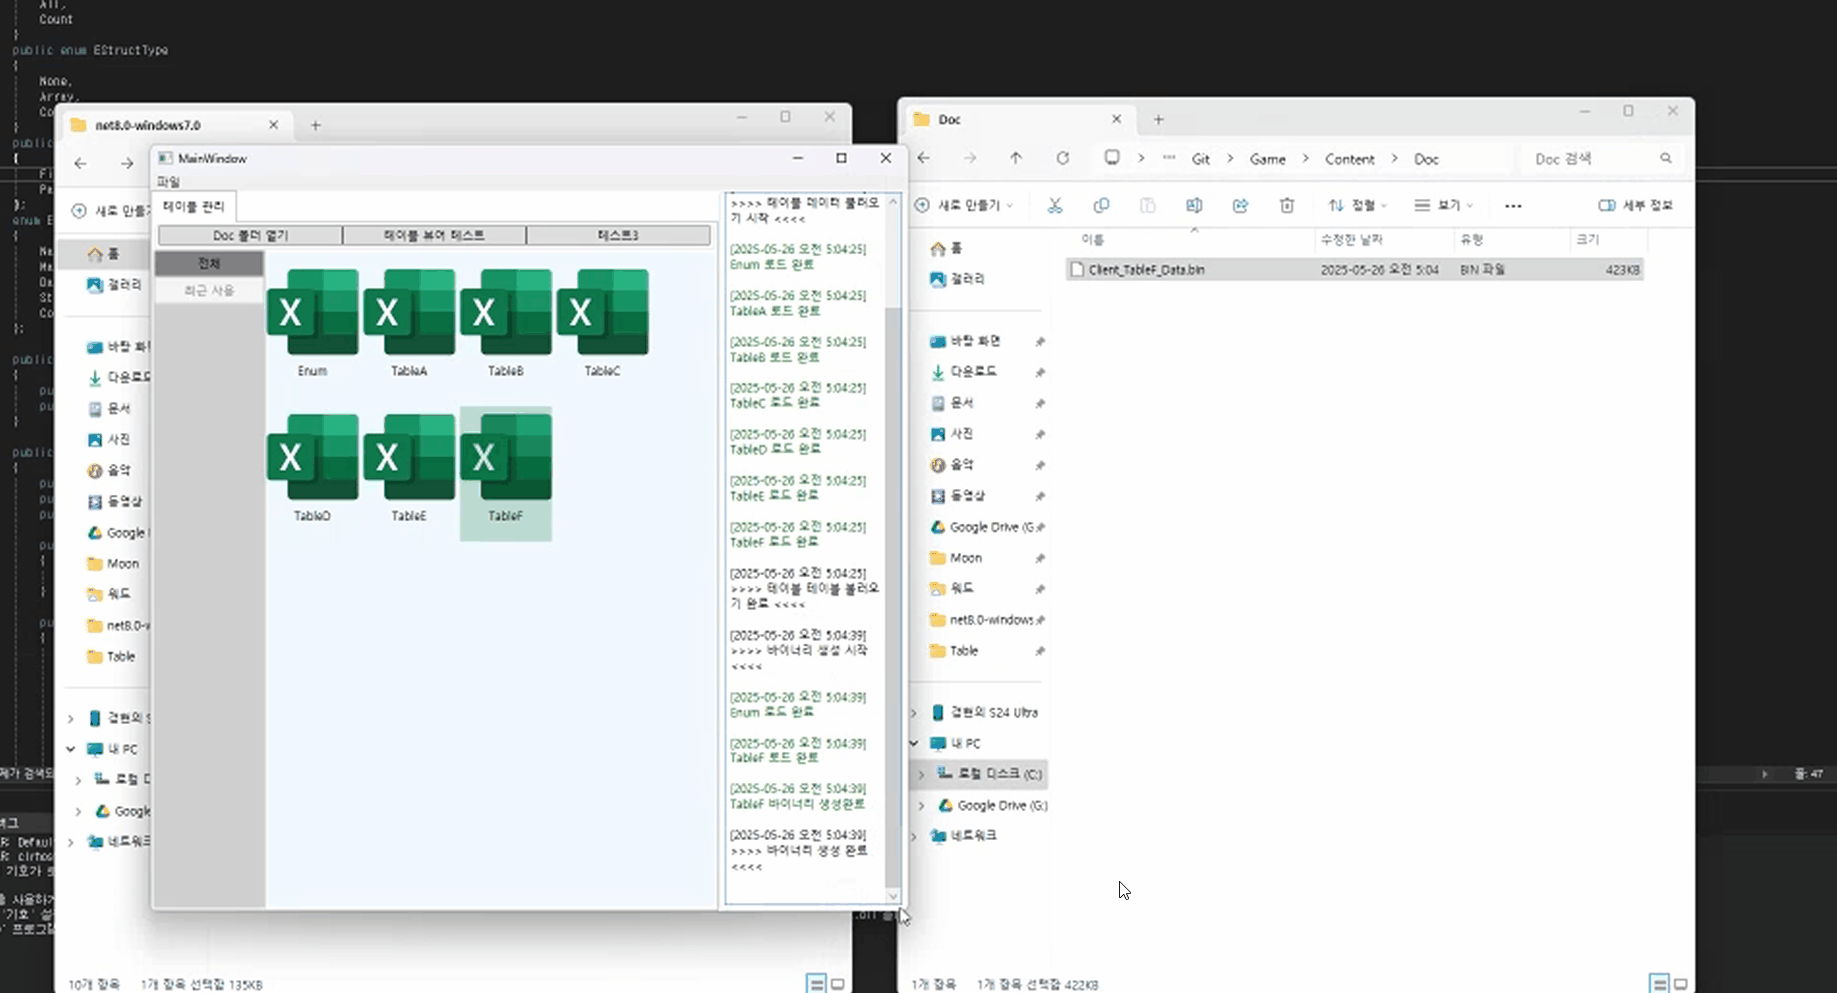 All,
Count
}
public enum EStructType
{
None,
Array,
net8.0-windows7.0
새로 만들기
홈
갤러리
다운로드
문서
사진
음악
동영상
Google
Moon
워드
net8.0-w
Table
내 PC
Google
네트워크
10개 항목 1개 항목 선택함 135KB
MainWindow
파일
테이블 관리
Doc 폴더 열기 테이블 뷰어 테스트 테스트3
전체
최근 사용
Enum TableA TableB TableC
TableD TableE TableF
>>>> 테이블 데이터 불러오
기 시작 <<<<
[2025-05-26 오전 5:04:25]
Enum 로드 완료
[2025-05-26 오전 5:04:25]
TableA 로드 완료
[2025-05-26 오전 5:04:25]
TableB 로드 완료
[2025-05-26 오전 5:04:25]
TableC 로드 완료
[2025-05-26 오전 5:04:25]
TableD 로드 완료
[2025-05-26 오전 5:04:25]
TableE 로드 완료
[2025-05-26 오전 5:04:25]
TableF 로드 완료
[2025-05-26 오전 5:04:25]
>>>> 테이블 테이블 불러오
기 완료 <<<<
[2025-05-26 오전 5:04:39]
>>>> 바이너리 생성 시작
<<<<
[2025-05-26 오전 5:04:39]
Enum 로드 완료
[2025-05-26 오전 5:04:39]
TableF 로드 완료
[2025-05-26 오전 5:04:39]
TableF 바이너리 생성완료
[2025-05-26 오전 5:04:39]
>>>> 바이너리 생성 완료
<<<<
Doc
Git > Game > Content > Doc
Doc 검색
새로 만들기 정렬 보기 세부 정보
이름 수정한 날짜 유형 크기
Client_TableF_Data.bin 2025-05-26 오전 5:04 BIN 파일 423KB
홈
갤러리
바탕 화면
다운로드
문서
사진
음악
동영상
Google Drive (G:
Moon
워드
net8.0-windows
Table
S24 Ultra
내 PC
로컬 디스크 (C:)
Google Drive (G:)
네트워크
1개 항목 1개 항목 선택함 422KB
줄: 47